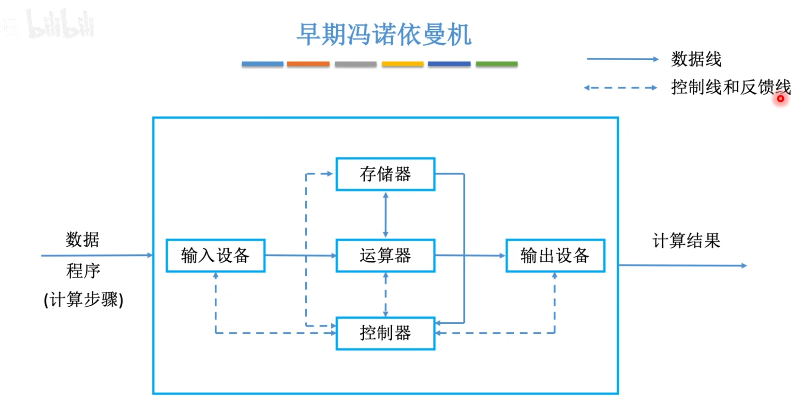 bilibili
早期冯诺依曼机
数据线
控制线和反馈线
存储器
数据
输入设备
运算器
输出设备
计算结果
程序
(计算步骤)
控制器